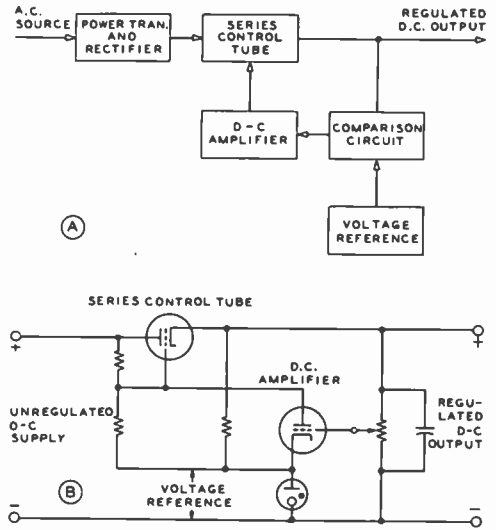 A.C.
SOURCE
POWER TRAN.
AND
RECTIFIER
SERIES
CONTROL
TUBE
REGULATED
D.C. OUTPUT
D-C
AMPLIFIER
COMPARISON
CIRCUIT
VOLTAGE
REFERENCE
A
SERIES CONTROL TUBE
+
+
D.C.
AMPLIFIER
UNREGULATED
D-C
SUPPLY
REGU-
LATED
D-C
OUTPUT
B
VOLTAGE
REFERENCE
−
−